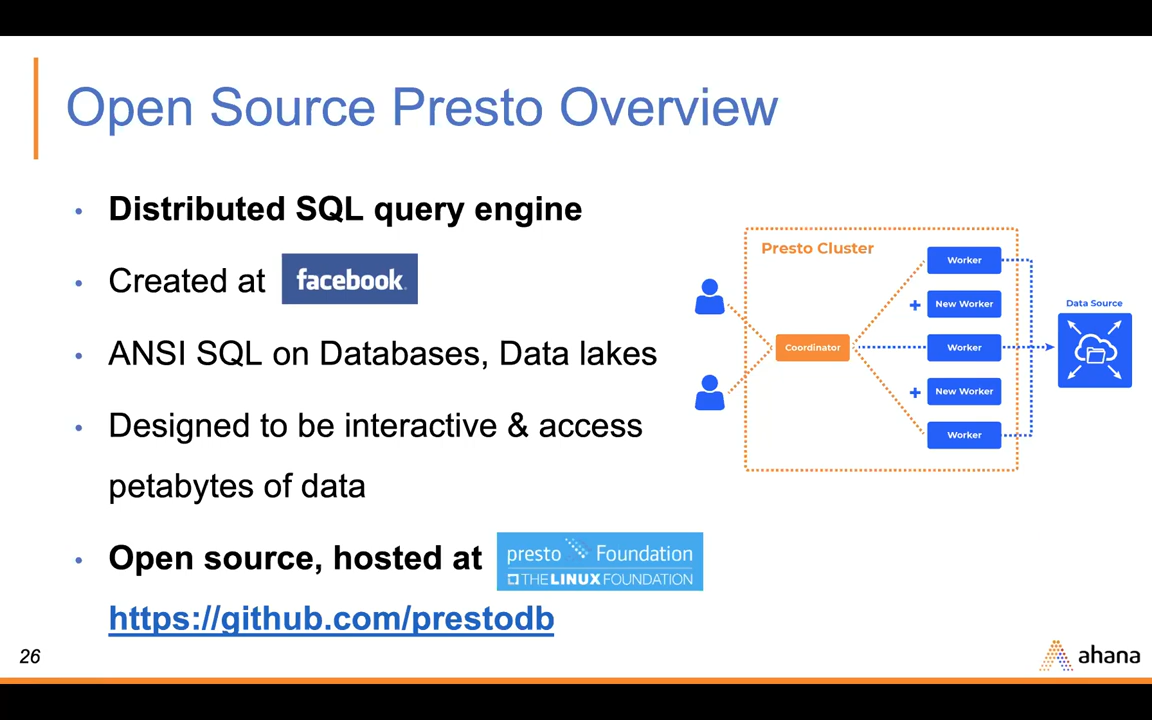 Open Source Presto Overview
• Distributed SQL query engine
• Created at facebook.
• ANSI SQL on Databases, Data lakes
• Designed to be interactive & access
petabytes of data
• Open source, hosted at presto Foundation
THE LINUX FOUNDATION
https://github.com/prestodb
Presto Cluster
Coordinator
Worker
+ New Worker
Worker
+ New Worker
Worker
Data Source
26
ahana